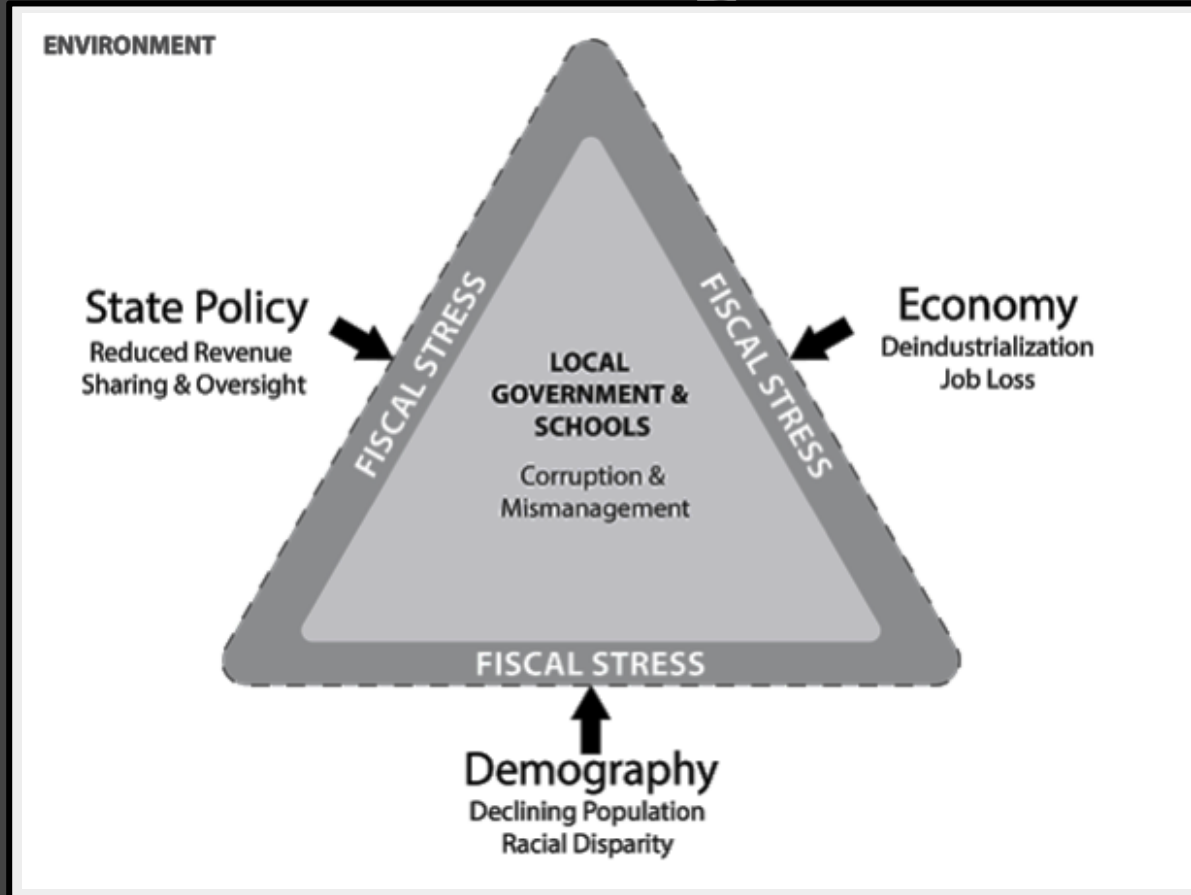 ENVIRONMENT
State Policy
Reduced Revenue
Sharing & Oversight
FISCAL STRESS
LOCAL
GOVERNMENT &
SCHOOLS
Corruption &
Mismanagement
FISCAL STRESS
Economy
Deindustrialization
Job Loss
FISCAL STRESS
Demography
Declining Population
Racial Disparity